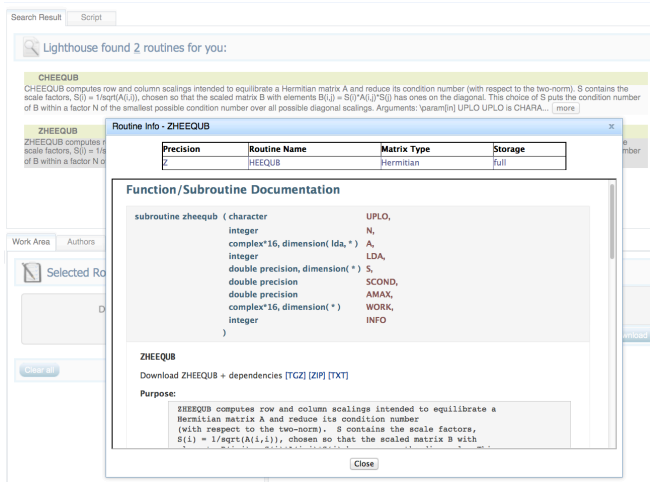 Search Result Script
Lighthouse found 2 routines for you:
CHEEQUB
CHEEQUB computes row and column scalings intended to equilibrate a Hermitian matrix A and reduce its condition number (with respect to the two-norm). S contains the
scale factors, S(i) = 1/sqrt(A(i,i)), chosen so that the scaled matrix B with elements B(i,j) = S(i)*A(i,j)*S(j) has ones on the diagonal. This choice of S puts the condition number
of B within a factor N of the smallest possible condition number over all possible diagonal scalings. Arguments: \param[in] UPLO UPLO is CHARA... more
ZHEEQUB
ZHEEQUB computes
scale factors, S(i) = 1/s
of B within a factor N o
Routine Info - ZHEEQUB x
Precision Routine Name Matrix Type Storage
Z HEEQUB Hermitian full
Function/Subroutine Documentation
subroutine zheequb ( character UPLO,
integer N,
complex*16, dimension( lda, * ) A,
integer LDA,
double precision, dimension( * ) S,
double precision SCOND,
double precision AMAX,
complex*16, dimension( * ) WORK,
integer INFO
)
ZHEEQUB
Download ZHEEQUB + dependencies [TGZ] [ZIP] [TXT]
Purpose:
ZHEEQUB computes row and column scalings intended to equilibrate a
Hermitian matrix A and reduce its condition number
(with respect to the two-norm). S contains the scale factors,
S(i) = 1/sqrt(A(i,i)), chosen so that the scaled matrix B with
Close
Work Area Authors
Selected Ro
D
Clear all
wnload